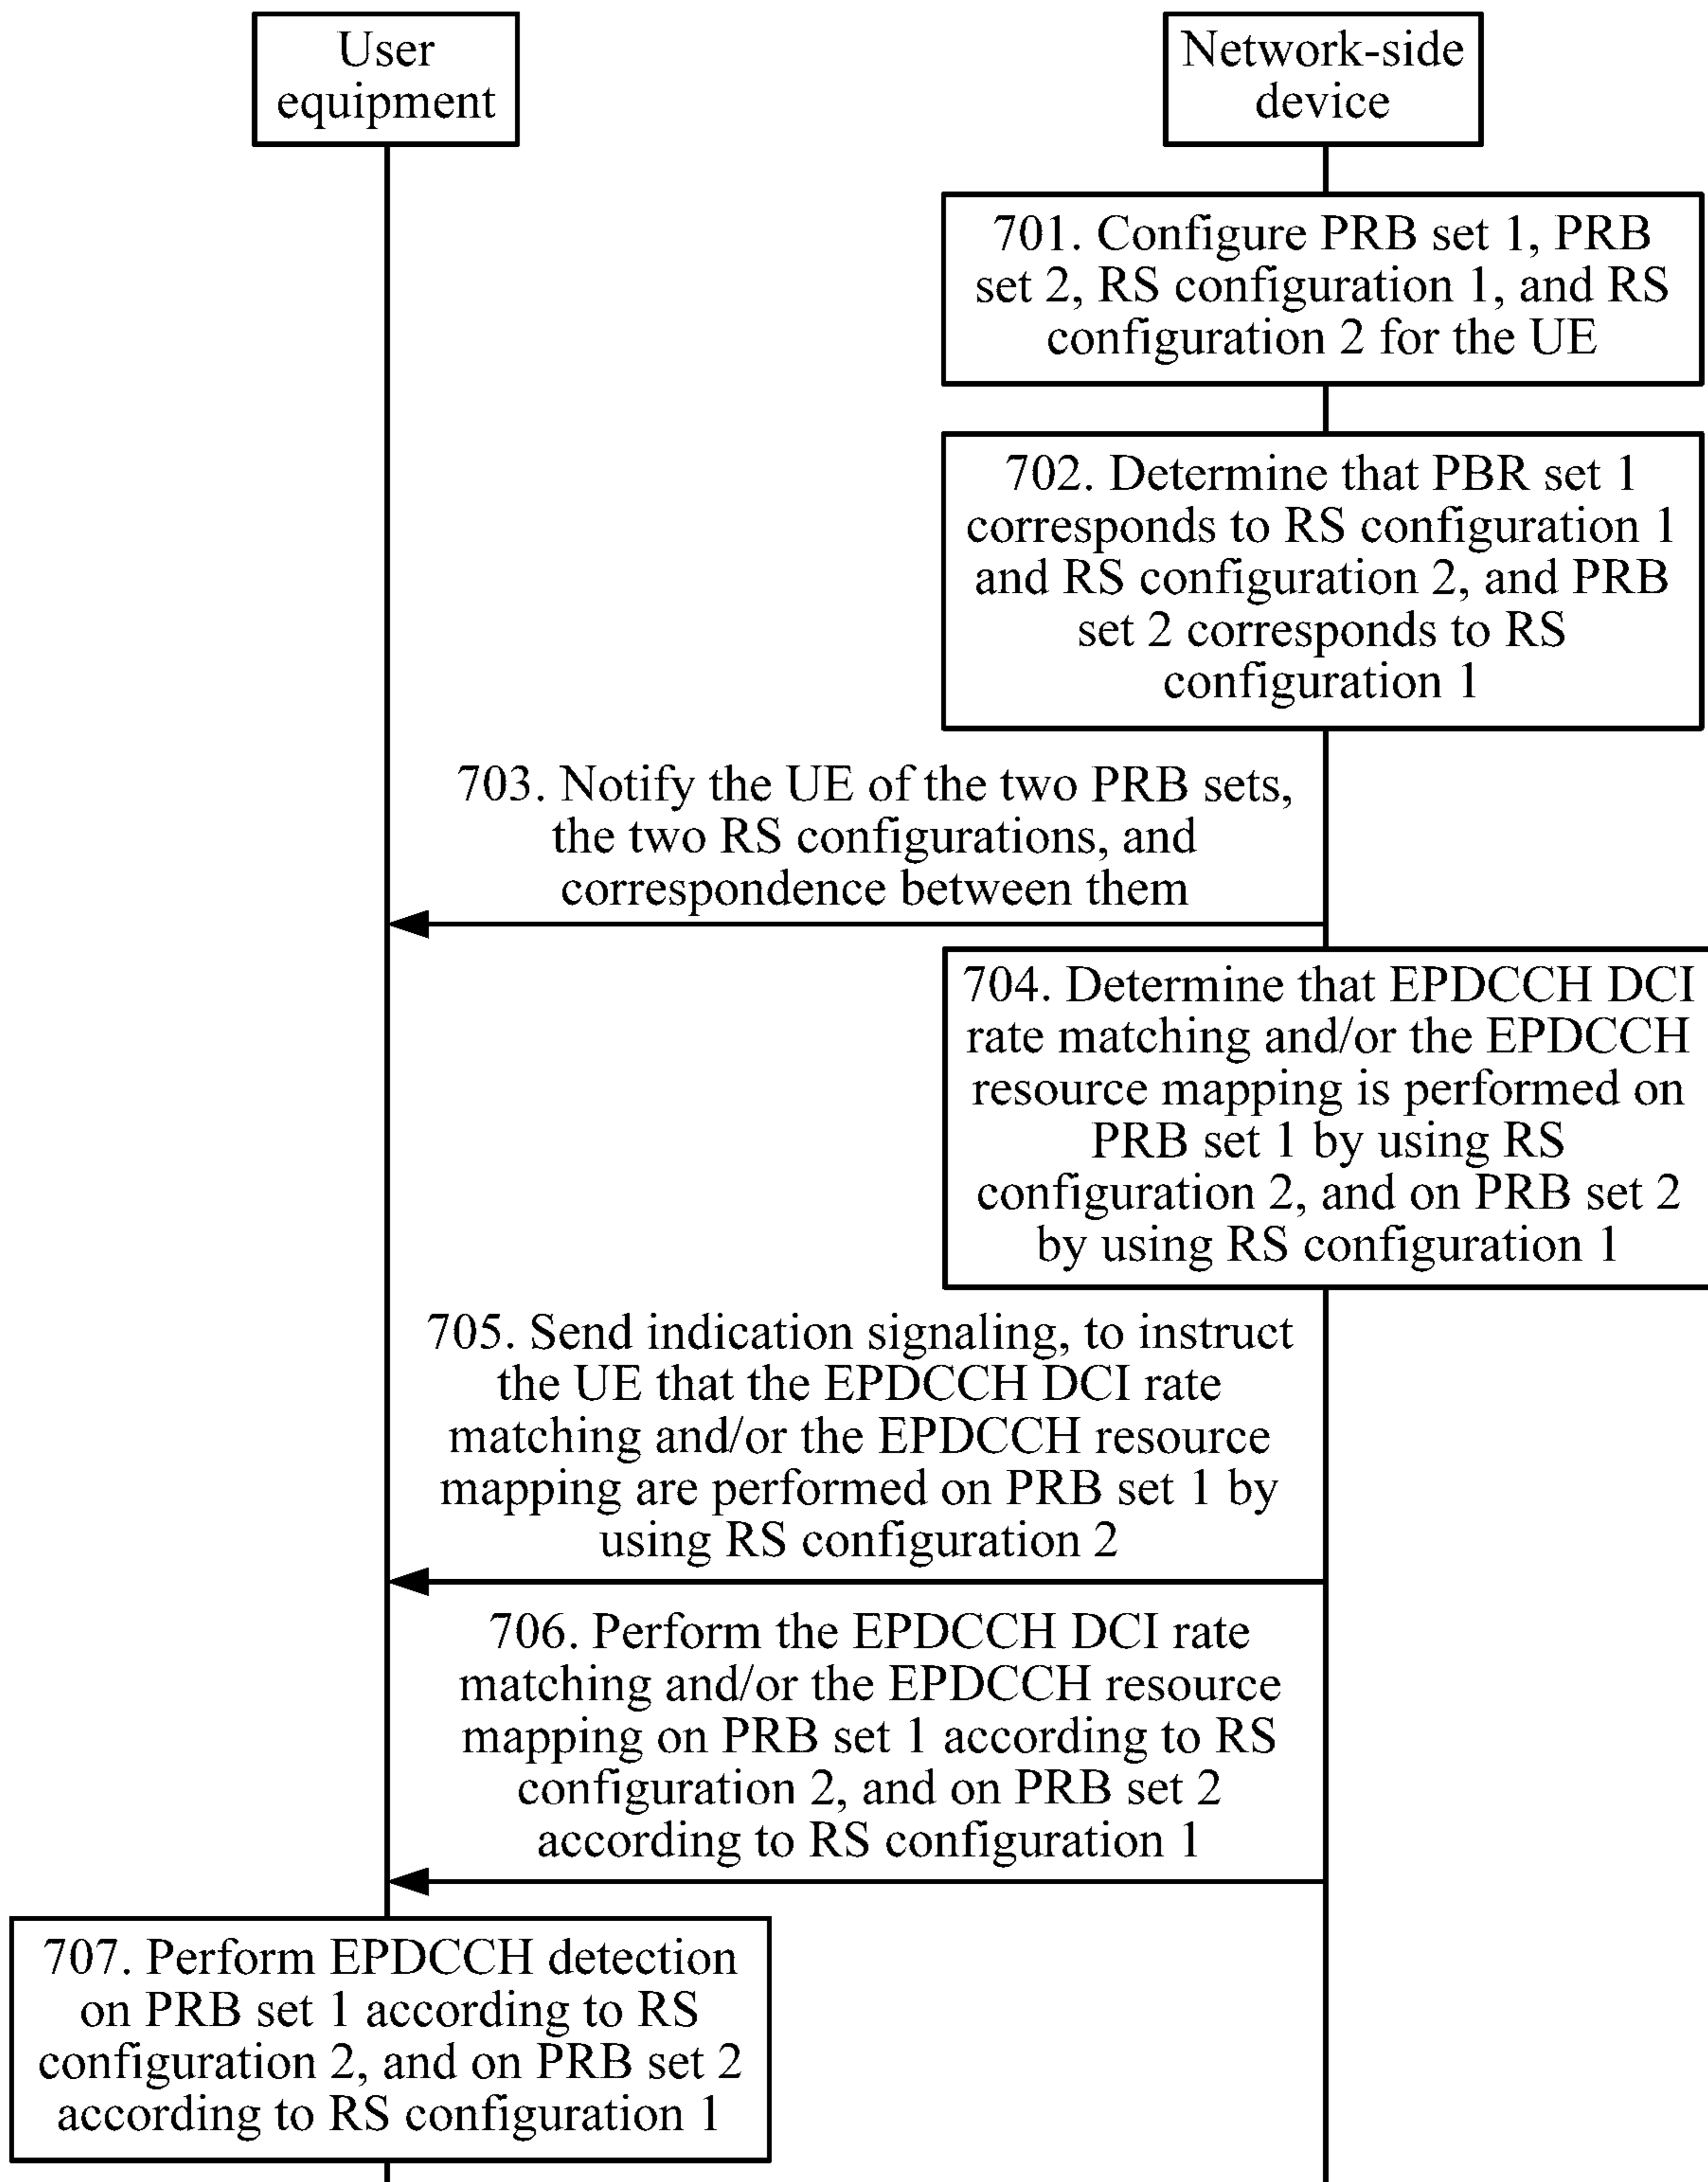 User
equipment
Network-side
device
701. Configure PRB set 1, PRB
set 2, RS configuration 1, and RS
configuration 2 for the UE
702. Determine that PBR set 1
corresponds to RS configuration 1
and RS configuration 2, and PRB
set 2 corresponds to RS
configuration 1
703. Notify the UE of the two PRB sets,
the two RS configurations, and
correspondence between them
704. Determine that EPDCCH DCI
rate matching and/or the EPDCCH
resource mapping is performed on
PRB set 1 by using RS
configuration 2, and on PRB set 2
by using RS configuration 1
705. Send indication signaling, to instruct
the UE that the EPDCCH DCI rate
matching and/or the EPDCCH resource
mapping are performed on PRB set 1 by
using RS configuration 2
706. Perform the EPDCCH DCI rate
matching and/or the EPDCCH resource
mapping on PRB set 1 according to RS
configuration 2, and on PRB set 2
according to RS configuration 1
707. Perform EPDCCH detection
on PRB set 1 according to RS
configuration 2, and on PRB set 2
according to RS configuration 1